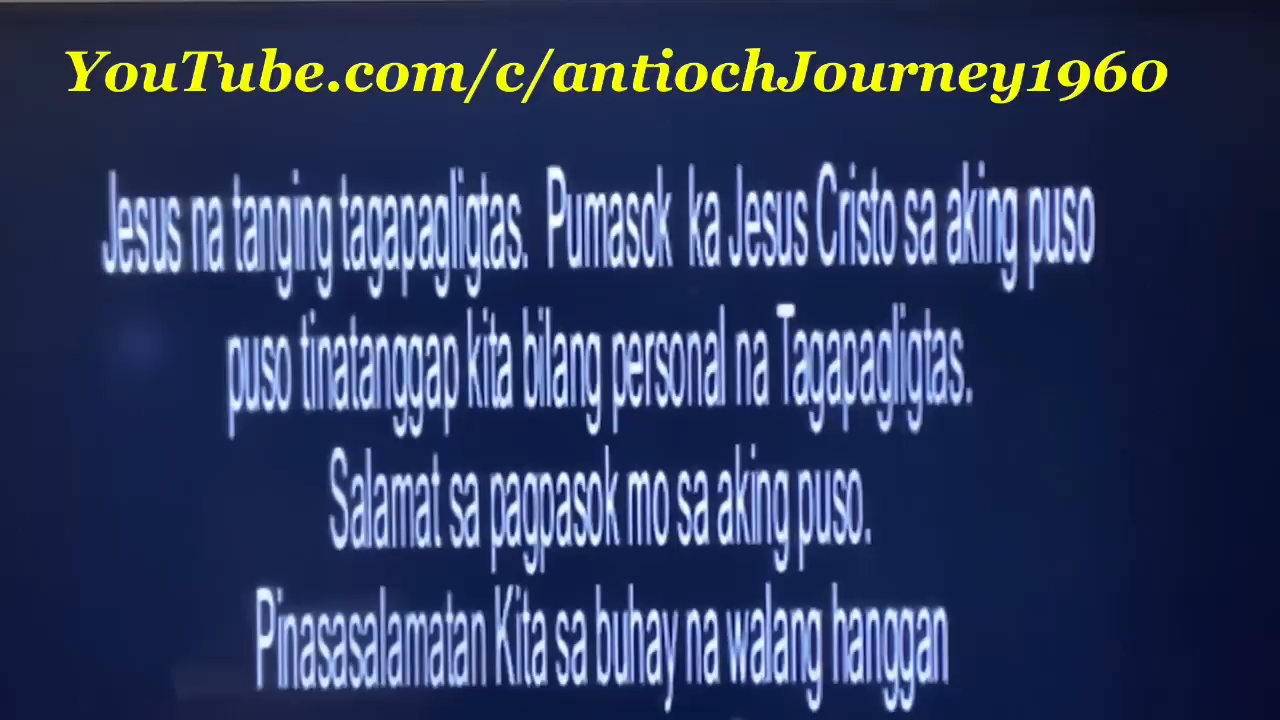 YouTube.com/c/antiochJourney1960
Jesus na tanging tagapagligtas. Pumasok ka Jesus Cristo sa aking puso
puso tinatanggap kita bilang personal na Tagapagligtas.
Salamat sa pagpasok mo sa aking puso.
Pinasasalamatan Kita sa buhay na walang hanggan